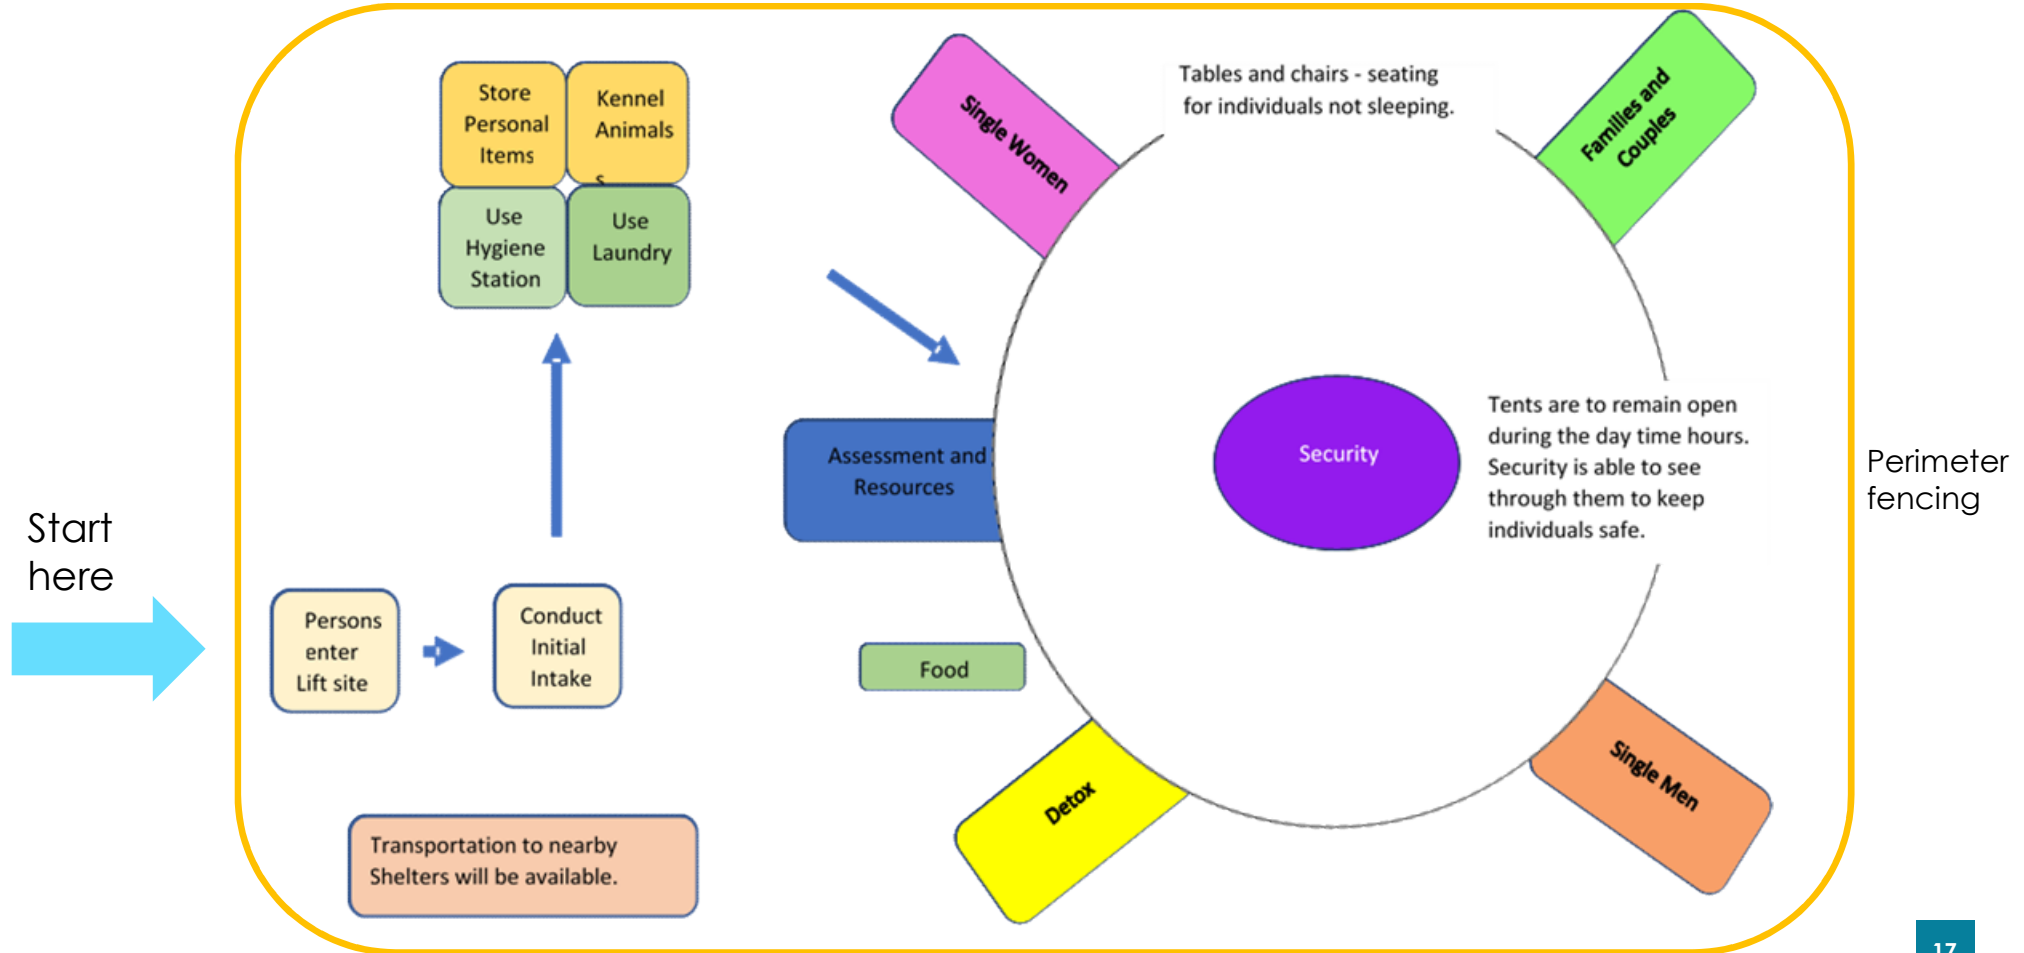 Start
here
Persons
enter
Lift site
Conduct
Initial
Intake
Store
Personal
Items
Kennel
Animals
s
Use
Hygiene
Station
Use
Laundry
Transportation to nearby
Shelters will be available.
Assessment and
Resources
Food
Single Women
Tables and chairs - seating
for individuals not sleeping.
Families and
Couples
Security
Tents are to remain open
during the day time hours.
Security is able to see
through them to keep
individuals safe.
Detox
Single Men
Perimeter
fencing
17